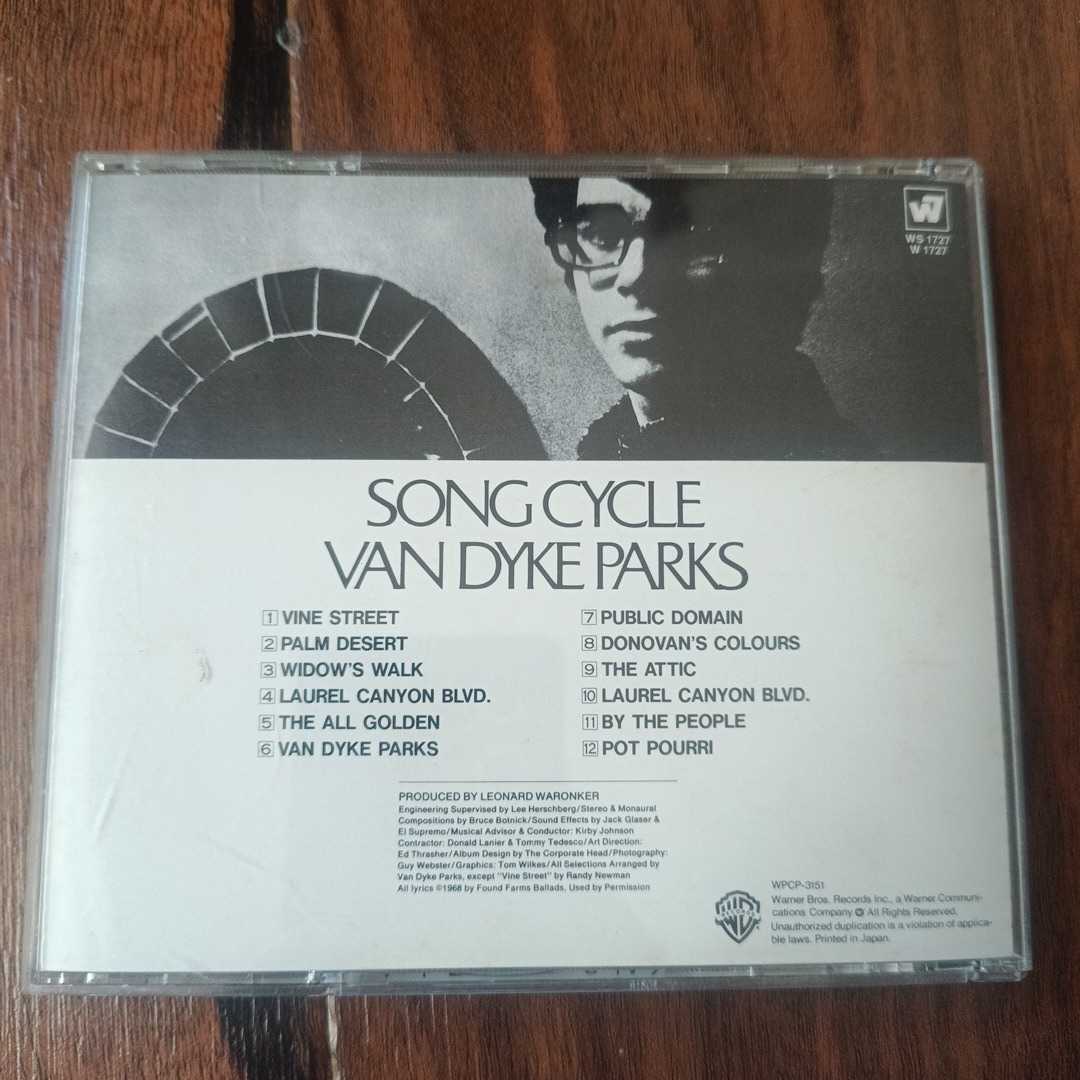 W7
WS 1727
W 1727
SONG CYCLE
VAN DYKE PARKS
1 VINE STREET
2 PALM DESERT
3 WIDOW'S WALK
4 LAUREL CANYON BLVD.
5 THE ALL GOLDEN
6 VAN DYKE PARKS
7 PUBLIC DOMAIN
8 DONOVAN'S COLOURS
9 THE ATTIC
10 LAUREL CANYON BLVD.
11 BY THE PEOPLE
12 POT POURRI
PRODUCED BY LEONARD WARONKER
Engineering Supervised by Lee Herschberg/Stereo & Monaural
Compositions by Bruce Botnick/Sound Effects by Jack Glaser &
El Supremo/Musical Advisor & Conductor: Kirby Johnson
Contractor: Donald Lanier & Tommy Tedesco/Art Direction:
Ed Thrasher/Album Design by The Corporate Head/Photography:
Guy Webster/Graphics: Tom Wilkes/All Selections Arranged by
Van Dyke Parks, except "Vine Street" by Randy Newman
All lyrics ©1968 by Found Farms Ballads, Used by Permission
WB
RECORDS
WPCP-3151
Warner Bros. Records Inc., a Warner Communi-
cations Company All Rights Reserved.
Unauthorized duplication is a violation of applica-
ble laws. Printed in Japan.